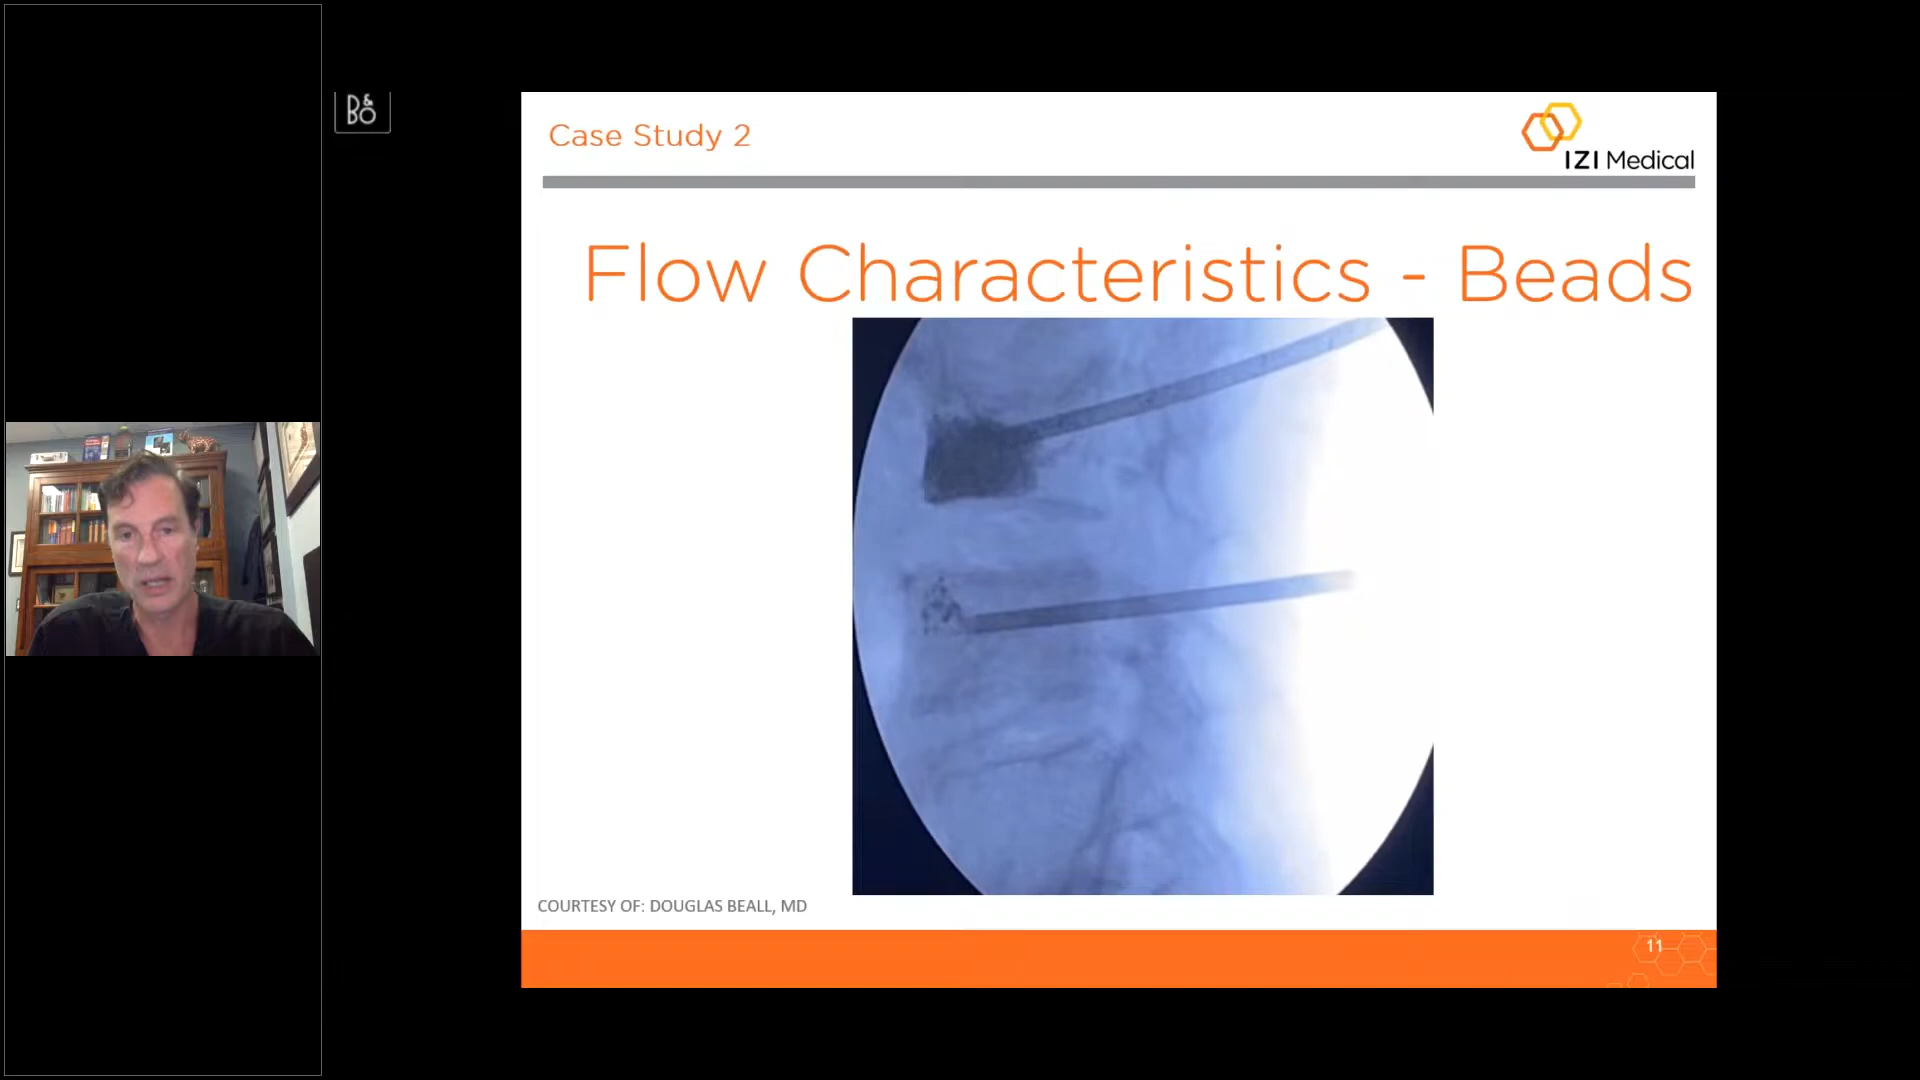 B&O
Case Study 2
IZI Medical
Flow Characteristics - Beads
COURTESY OF: DOUGLAS BEALL, MD
11